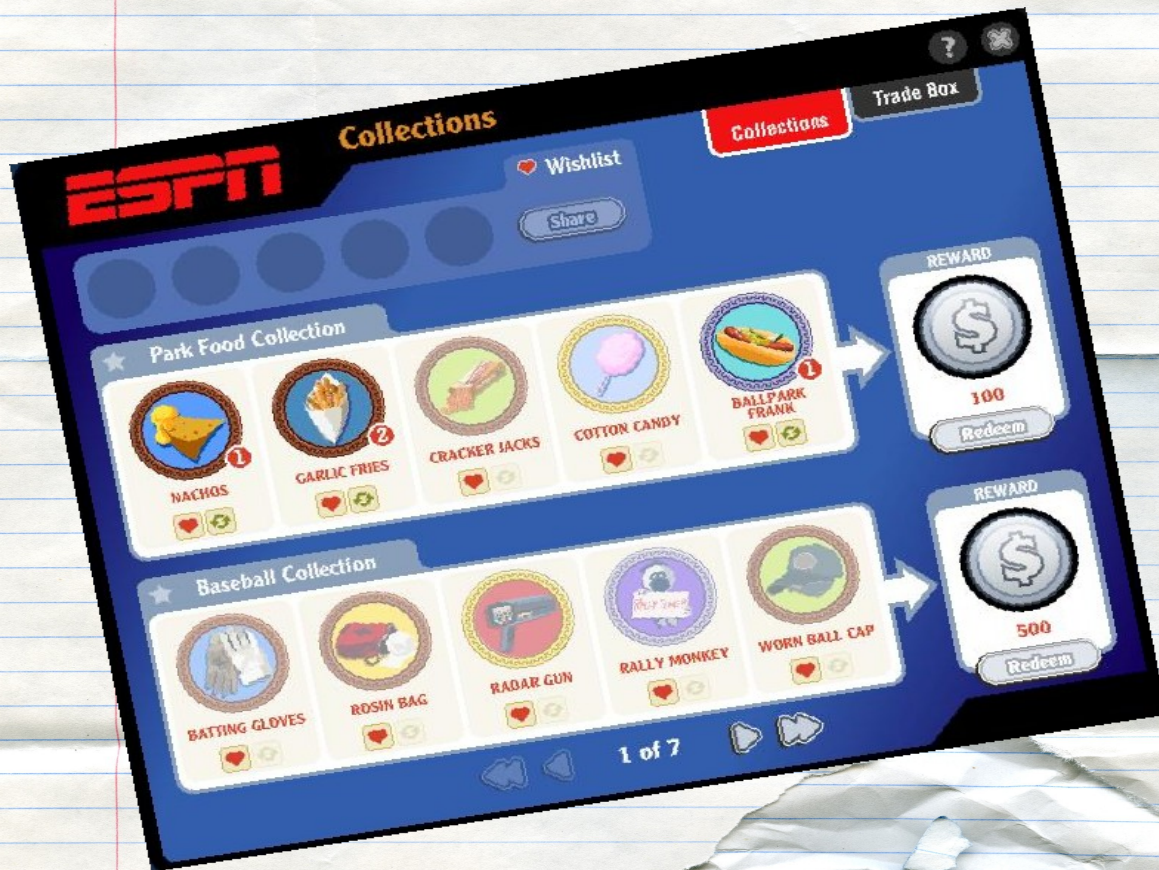 ?
Collections
Collections
Trade Box
ESPN
Wishlist
Share
Park Food Collection
REWARD
$
100
Redeem
1
NACHOS
2
GARLIC FRIES
CRACKER JACKS
COTTON CANDY
1
BALLPARK
FRANK
Baseball Collection
REWARD
$
500
Redeem
BATTING GLOVES
ROSIN BAG
RADAR GUN
RALLY MONKEY
WORN BALL CAP
1 of 7